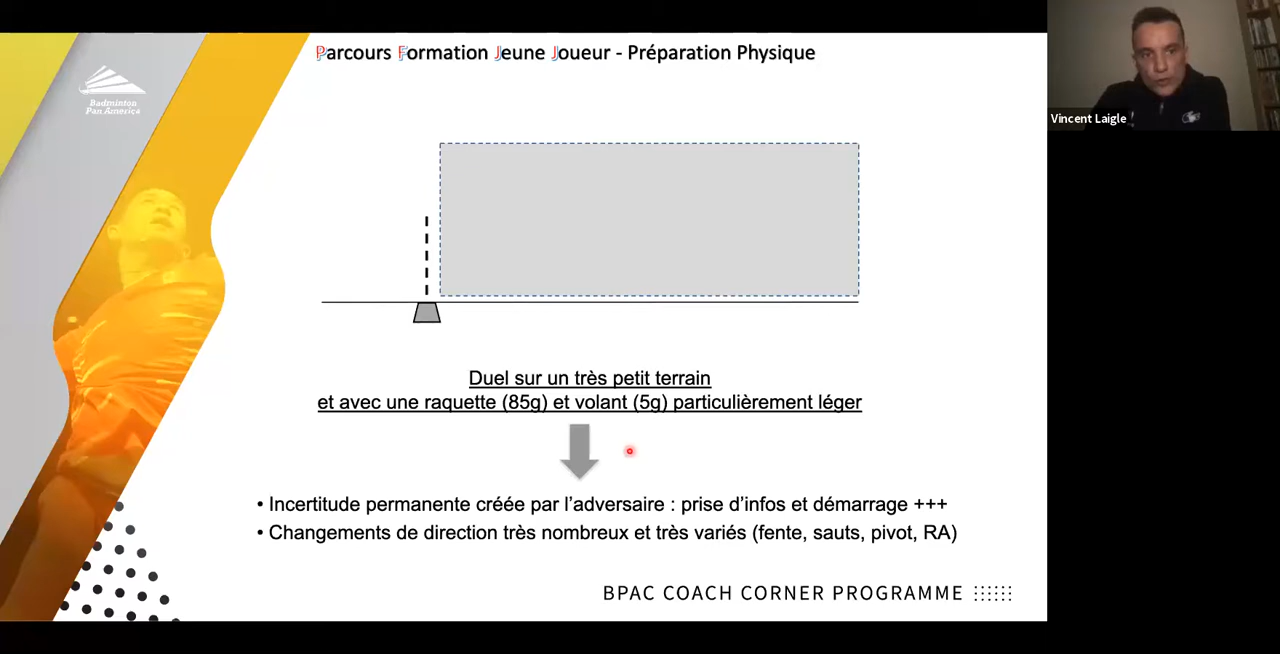 Parcours Formation Jeune Joueur - Préparation Physique
Badminton
Pan America
Vincent Laigle
Duel sur un très petit terrain
et avec une raquette (85g) et volant (5g) particulièrement léger
• Incertitude permanente créée par l’adversaire : prise d’infos et démarrage +++
• Changements de direction très nombreux et très variés (fente, sauts, pivot, RA)
BPAC COACH CORNER PROGRAMME